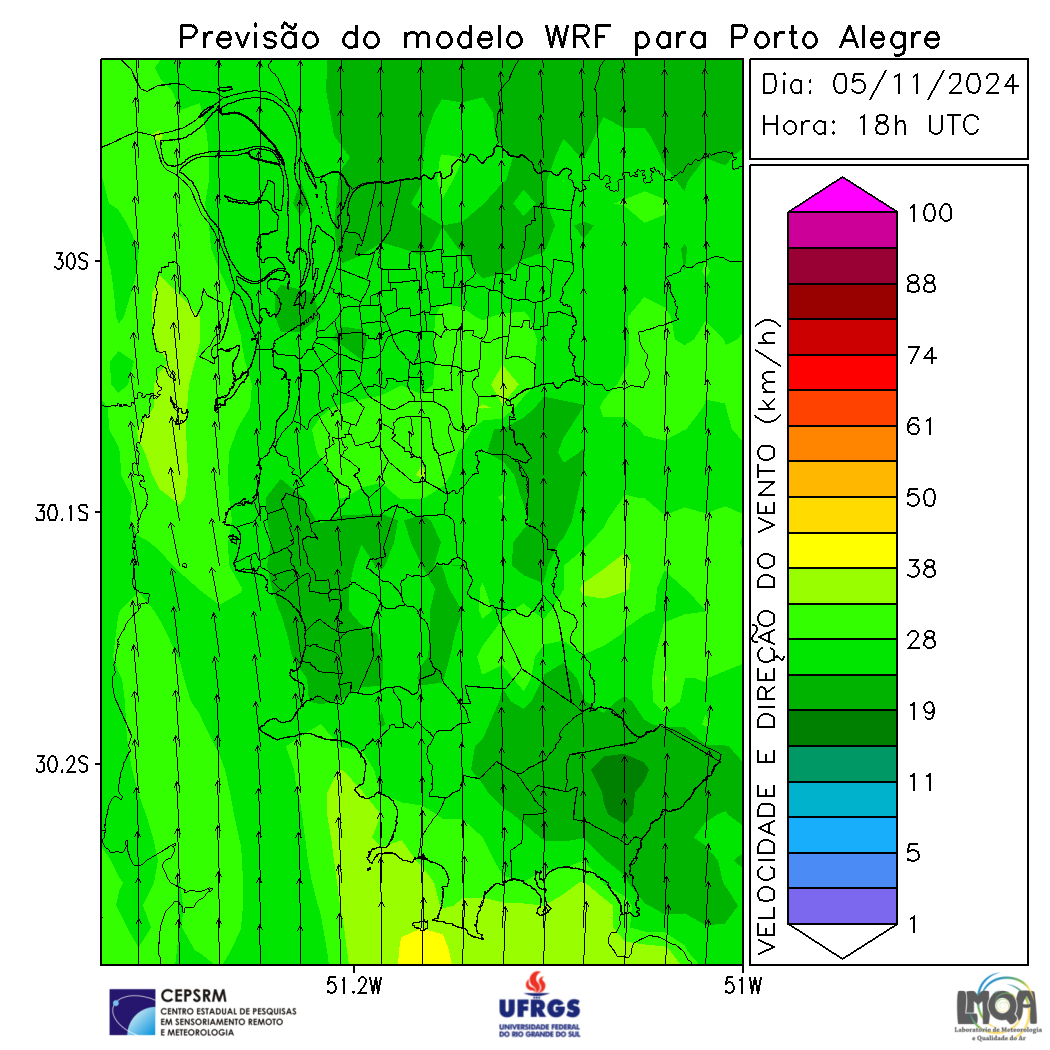 Previsão do modelo WRF para Porto Alegre
Dia: 05/11/2024
Hora: 18h UTC
30S
30.1S
30.2S
51.2W
51W
VELOCIDADE E DIREÇÃO DO VENTO (km/h)
100
88
74
61
50
38
28
19
11
5
1
CEPSRM
CENTRO ESTADUAL DE PESQUISAS
EM SENSORIAMENTO REMOTO
E METEOROLOGIA
UFRGS
UNIVERSIDADE FEDERAL
DO RIO GRANDE DO SUL
LMQA
Laboratório de Meteorologia
e Qualidade do Ar